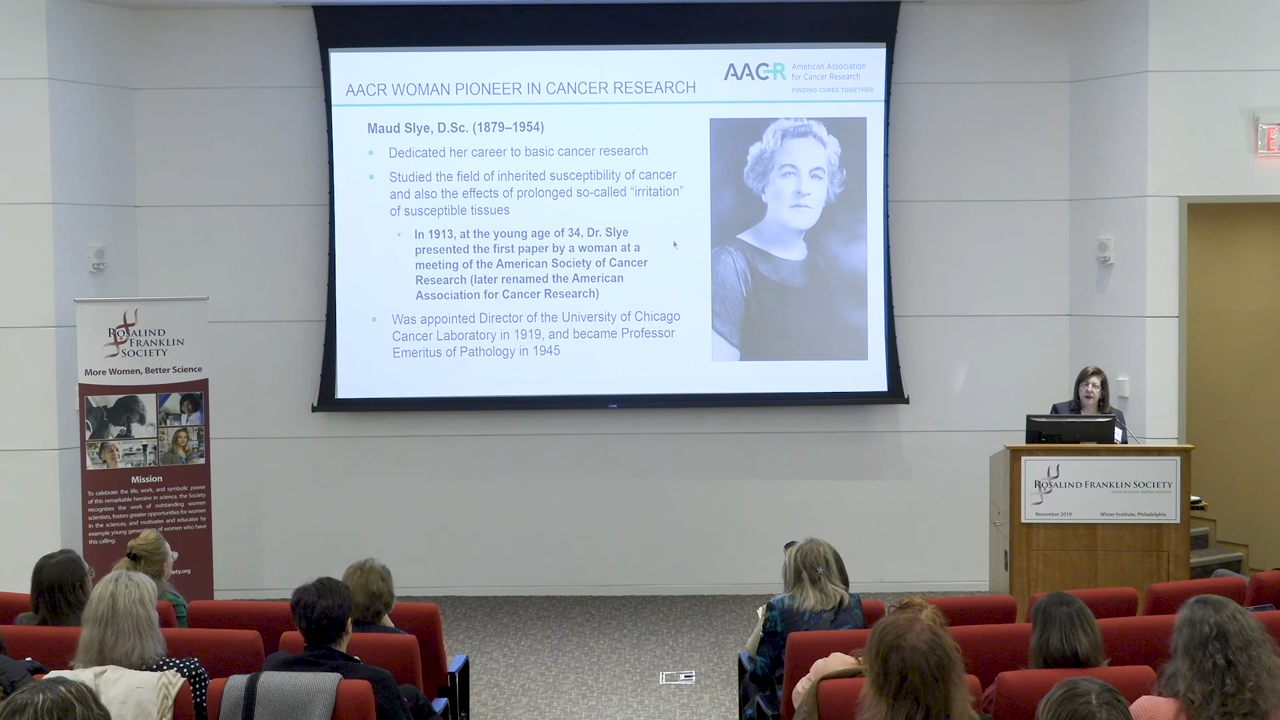 AACR WOMAN PIONEER IN CANCER RESEARCH
AACR
American Association
for Cancer Research
FINDING CURES TOGETHER
Maud Slye, D.Sc. (1879–1954)
Dedicated her career to basic cancer research
Studied the field of inherited susceptibility of cancer
and also the effects of prolonged so-called “irritation”
of susceptible tissues
In 1913, at the young age of 34, Dr. Slye
presented the first paper by a woman at a
meeting of the American Society of Cancer
Research (later renamed the American
Association for Cancer Research)
Was appointed Director of the University of Chicago
Cancer Laboratory in 1919, and became Professor
Emeritus of Pathology in 1945
ROSALIND
FRANKLIN
SOCIETY
More Women, Better Science
Mission
To celebrate the life, work, and symbolic power
of this remarkable heroine in science, the Society
recognizes the work of outstanding women
scientists, fosters greater opportunities for women
in the sciences, and motivates and educates by
example young generations of women who have
this calling.
ROSALIND FRANKLIN SOCIETY
more women, better science
November 2019
Wistar Institute, Philadelphia